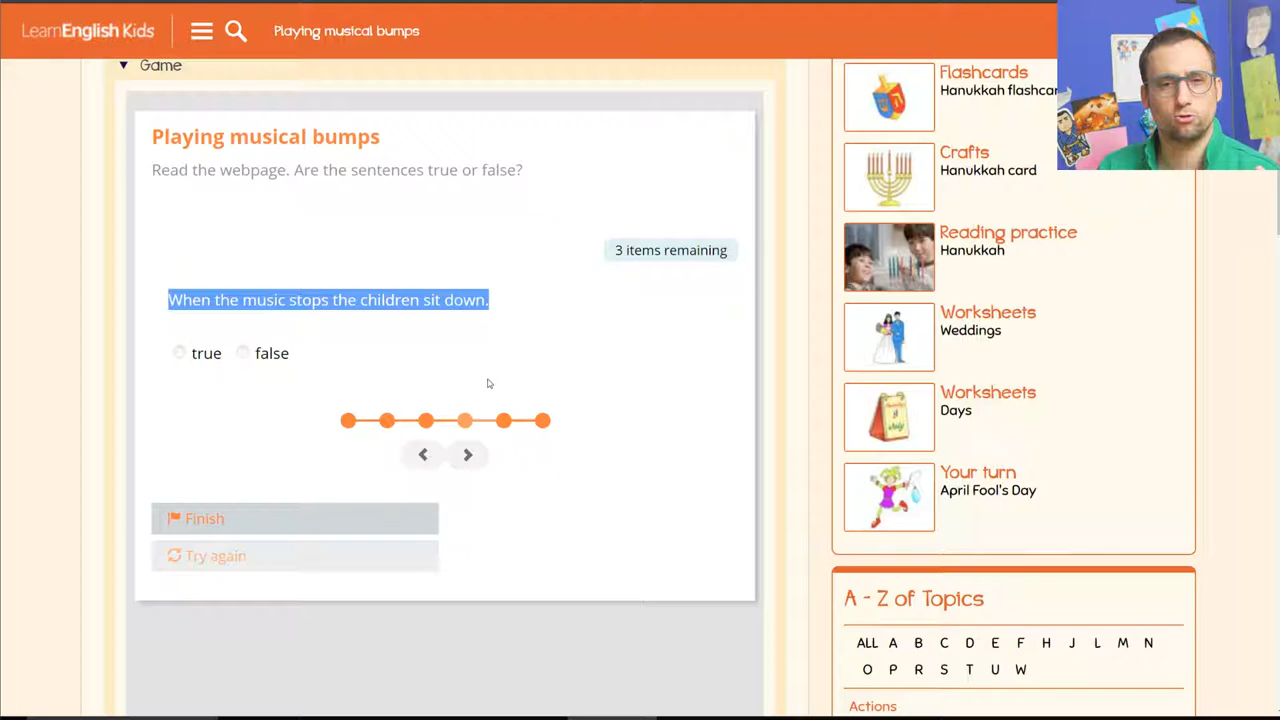 LearnEnglish Kids
Playing musical bumps
Game
Playing musical bumps
Read the webpage. Are the sentences true or false?
3 items remaining
When the music stops the children sit down.
true false
Finish
Try again
Flashcards
Hanukkah flashcar
Crafts
Hanukkah card
Reading practice
Hanukkah
Worksheets
Weddings
Worksheets
Days
Your turn
April Fool's Day
A - Z of Topics
ALL A B C D E F H J L M N
O P R S T U W
Actions